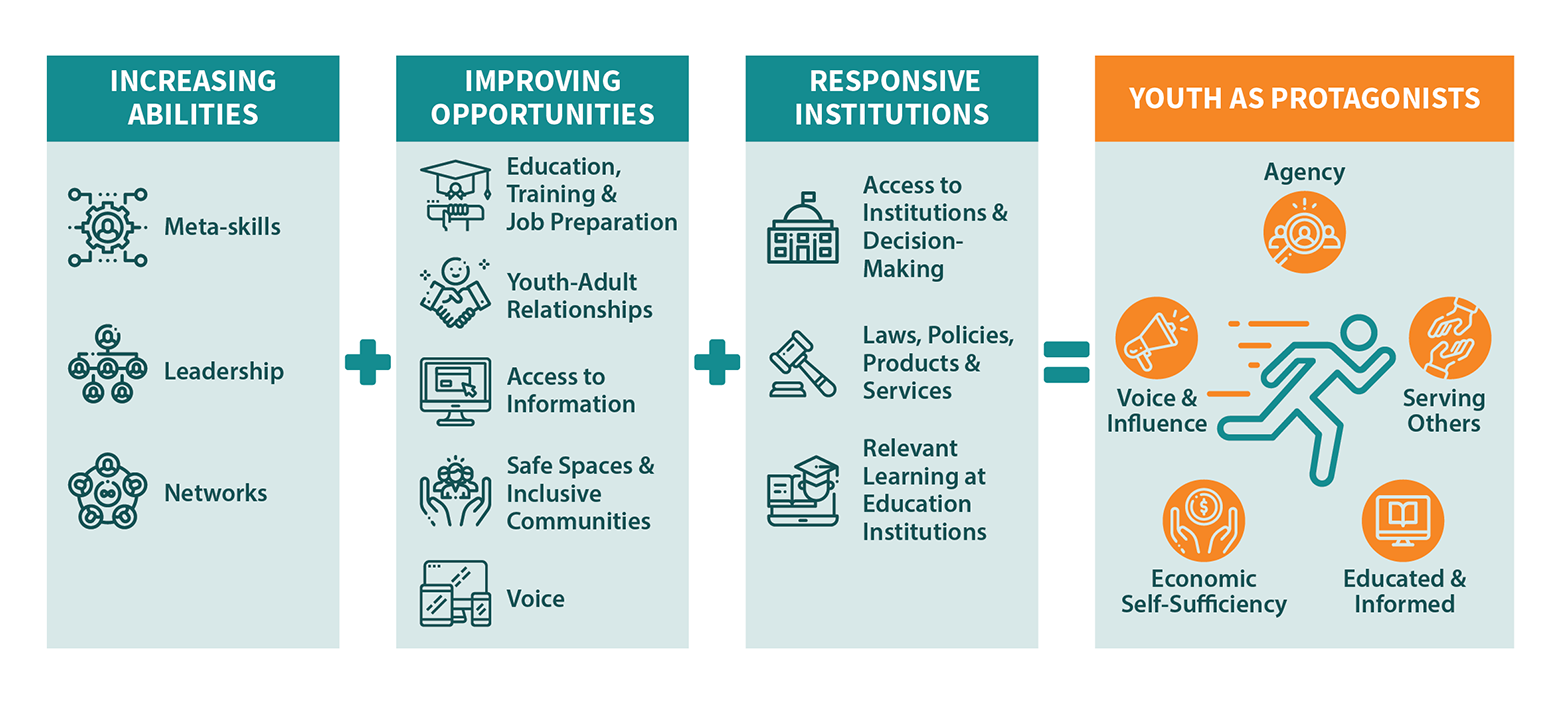 INCREASING
ABILITIES
Meta-skills
Leadership
Networks
IMPROVING
OPPORTUNITIES
Education,
Training &
Job Preparation
Youth-Adult
Relationships
Access to
Information
Safe Spaces &
Inclusive
Communities
Voice
RESPONSIVE
INSTITUTIONS
Access to
Institutions &
Decision-
Making
Laws, Policies,
Products &
Services
Relevant
Learning at
Education
Institutions
YOUTH AS PROTAGONISTS
Agency
Voice &
Influence
Serving
Others
Economic
Self-Sufficiency
Educated &
Informed